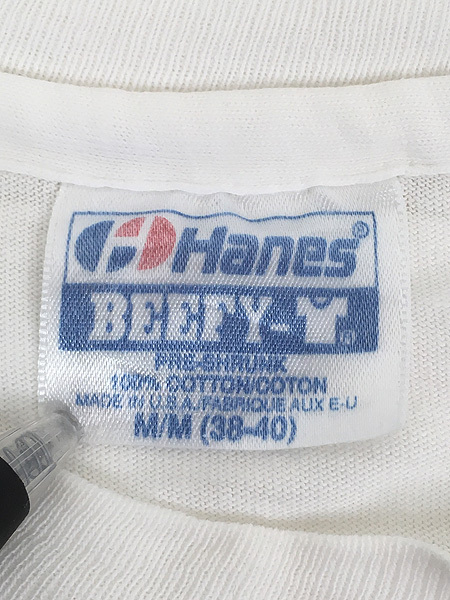 Hanes®
BEEFY-T®
PRE-SHRUNK
100% COTTON/COTON
MADE IN U.S.A./FABRIQUE AUX E-U
M/M (38-40)